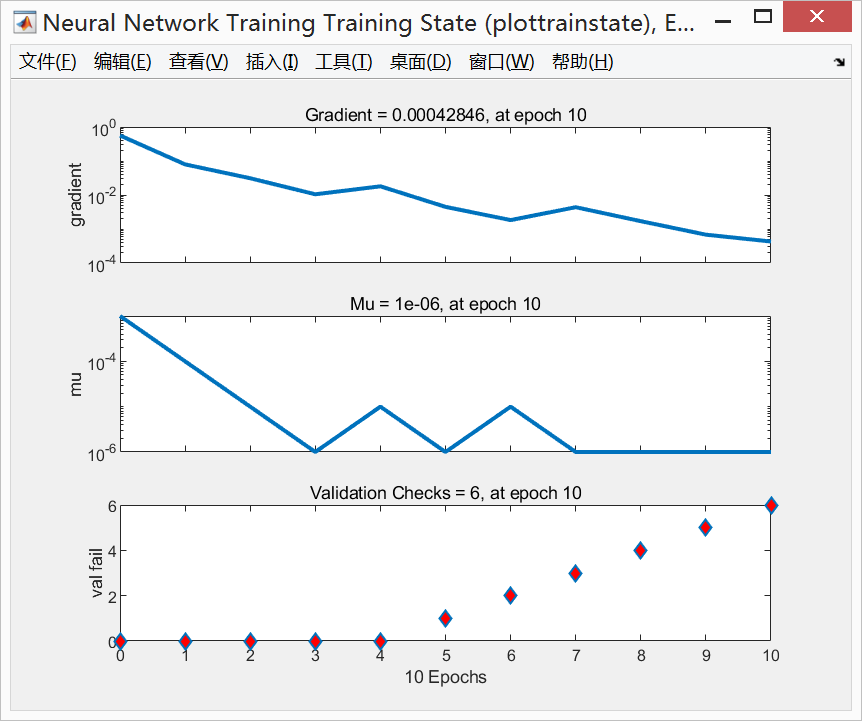 Neural Network Training Training State (plottrainstate), E...
文件(F) 编辑(E) 查看(V) 插入(I) 工具(T) 桌面(D) 窗口(W) 帮助(H)
Gradient = 0.00042846, at epoch 10
10^0
10^-2
10^-4
gradient
Mu = 1e-06, at epoch 10
10^-4
10^-6
mu
Validation Checks = 6, at epoch 10
6
4
2
0
val fail
0 1 2 3 4 5 6 7 8 9 10
10 Epochs